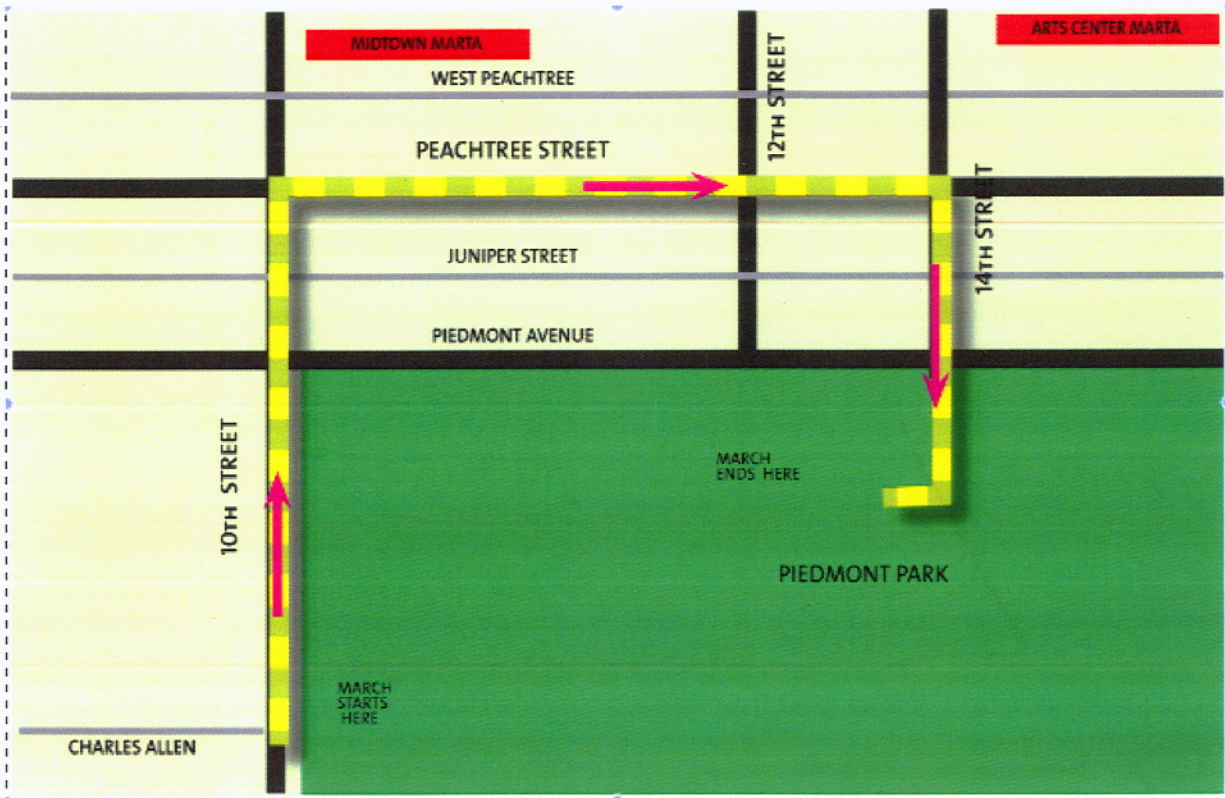 MIDTOWN MARTA
ARTS CENTER MARTA
WEST PEACHTREE
12TH STREET
PEACHTREE STREET
14TH STREET
JUNIPER STREET
PIEDMONT AVENUE
10TH STREET
MARCH
ENDS HERE
PIEDMONT PARK
MARCH
STARTS
HERE
CHARLES ALLEN